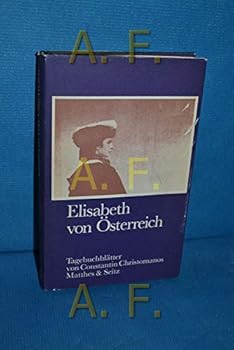 A. F.
A. F.
Elisabeth
von Österreich
A. F.
Tagebuchblätter
von Constantin Christomanos
Matthes & Seitz
A. F.